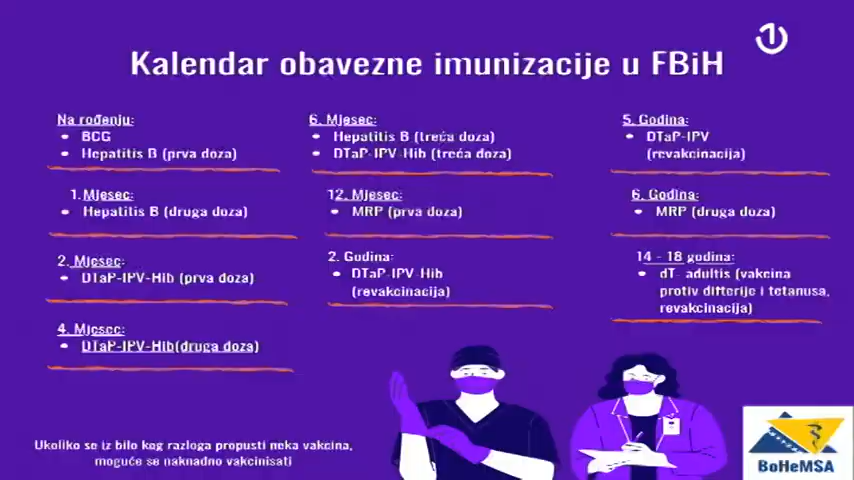 Kalendar obavezne imunizacije u FBiH
Na rođenju:
• BCG
• Hepatitis B (prva doza)
1. Mjesec:
• Hepatitis B (druga doza)
2. Mjesec:
• DTaP-IPV-Hib (prva doza)
4. Mjesec:
• DTaP-IPV-Hib(druga doza)
6. Mjesec:
• Hepatitis B (treća doza)
• DTaP-IPV-Hib (treća doza)
12. Mjesec:
• MRP (prva doza)
2. Godina:
• DTaP-IPV-Hib
(revakcinacija)
5. Godina:
• DTaP-IPV
(revakcinacija)
6. Godina:
• MRP (druga doza)
14 - 18 godina:
• dT- adultis (vakcina
protiv difterije i tetanusa,
revakcinacija)
Ukoliko se iz bilo kog razloga propusti neka vakcina,
moguće se naknadno vakcinisati
BoHeMSA